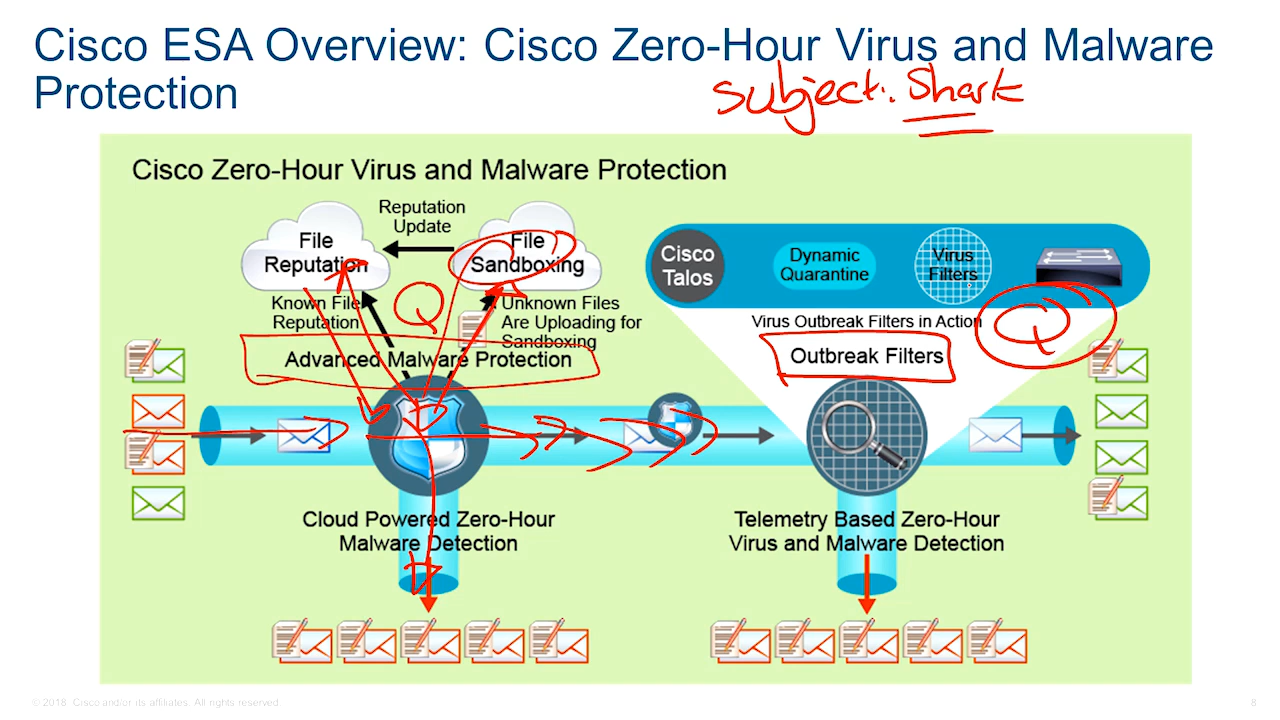 Cisco ESA Overview: Cisco Zero-Hour Virus and Malware
Protection
subject: Shark
Cisco Zero-Hour Virus and Malware Protection
File
Reputation
Reputation
Update
File
Sandboxing
Known File
Reputation
Q
Unknown Files
Are Uploading for
Sandboxing
Advanced Malware Protection
Cisco
Talos
Dynamic
Quarantine
Virus
Filters
Virus Outbreak Filters in Action
Q
Outbreak Filters
Cloud Powered Zero-Hour
Malware Detection
Telemetry Based Zero-Hour
Virus and Malware Detection
© 2018 Cisco and/or its affiliates. All rights reserved.
8